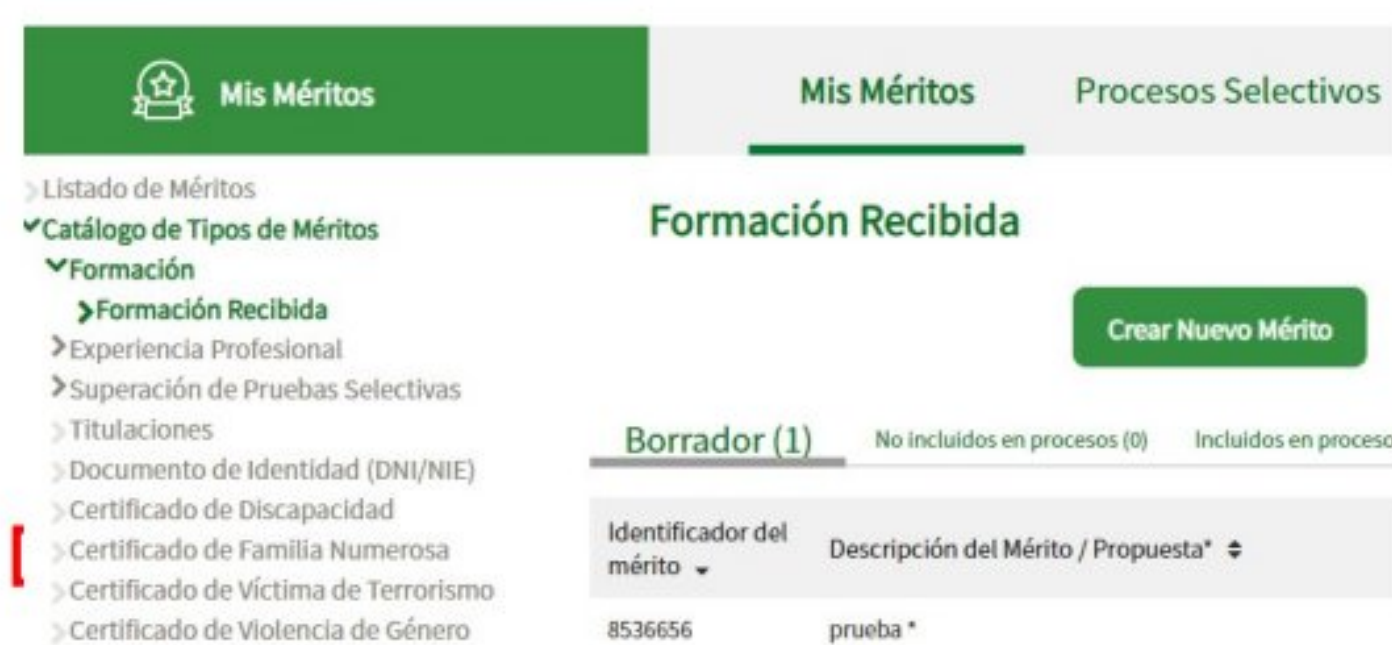 Mis Méritos
Mis Méritos Procesos Selectivos
Listado de Méritos
Catálogo de Tipos de Méritos
Formación
Formación Recibida
Experiencia Profesional
Superación de Pruebas Selectivas
Titulaciones
Documento de Identidad (DNI/NIE)
Certificado de Discapacidad
Certificado de Familia Numerosa
Certificado de Víctima de Terrorismo
Certificado de Violencia de Género
Formación Recibida
Crear Nuevo Mérito
Borrador (1) No incluidos en procesos (0) Incluidos en proceso
Identificador del
mérito
Descripción del Mérito / Propuesta*
8536656 prueba *